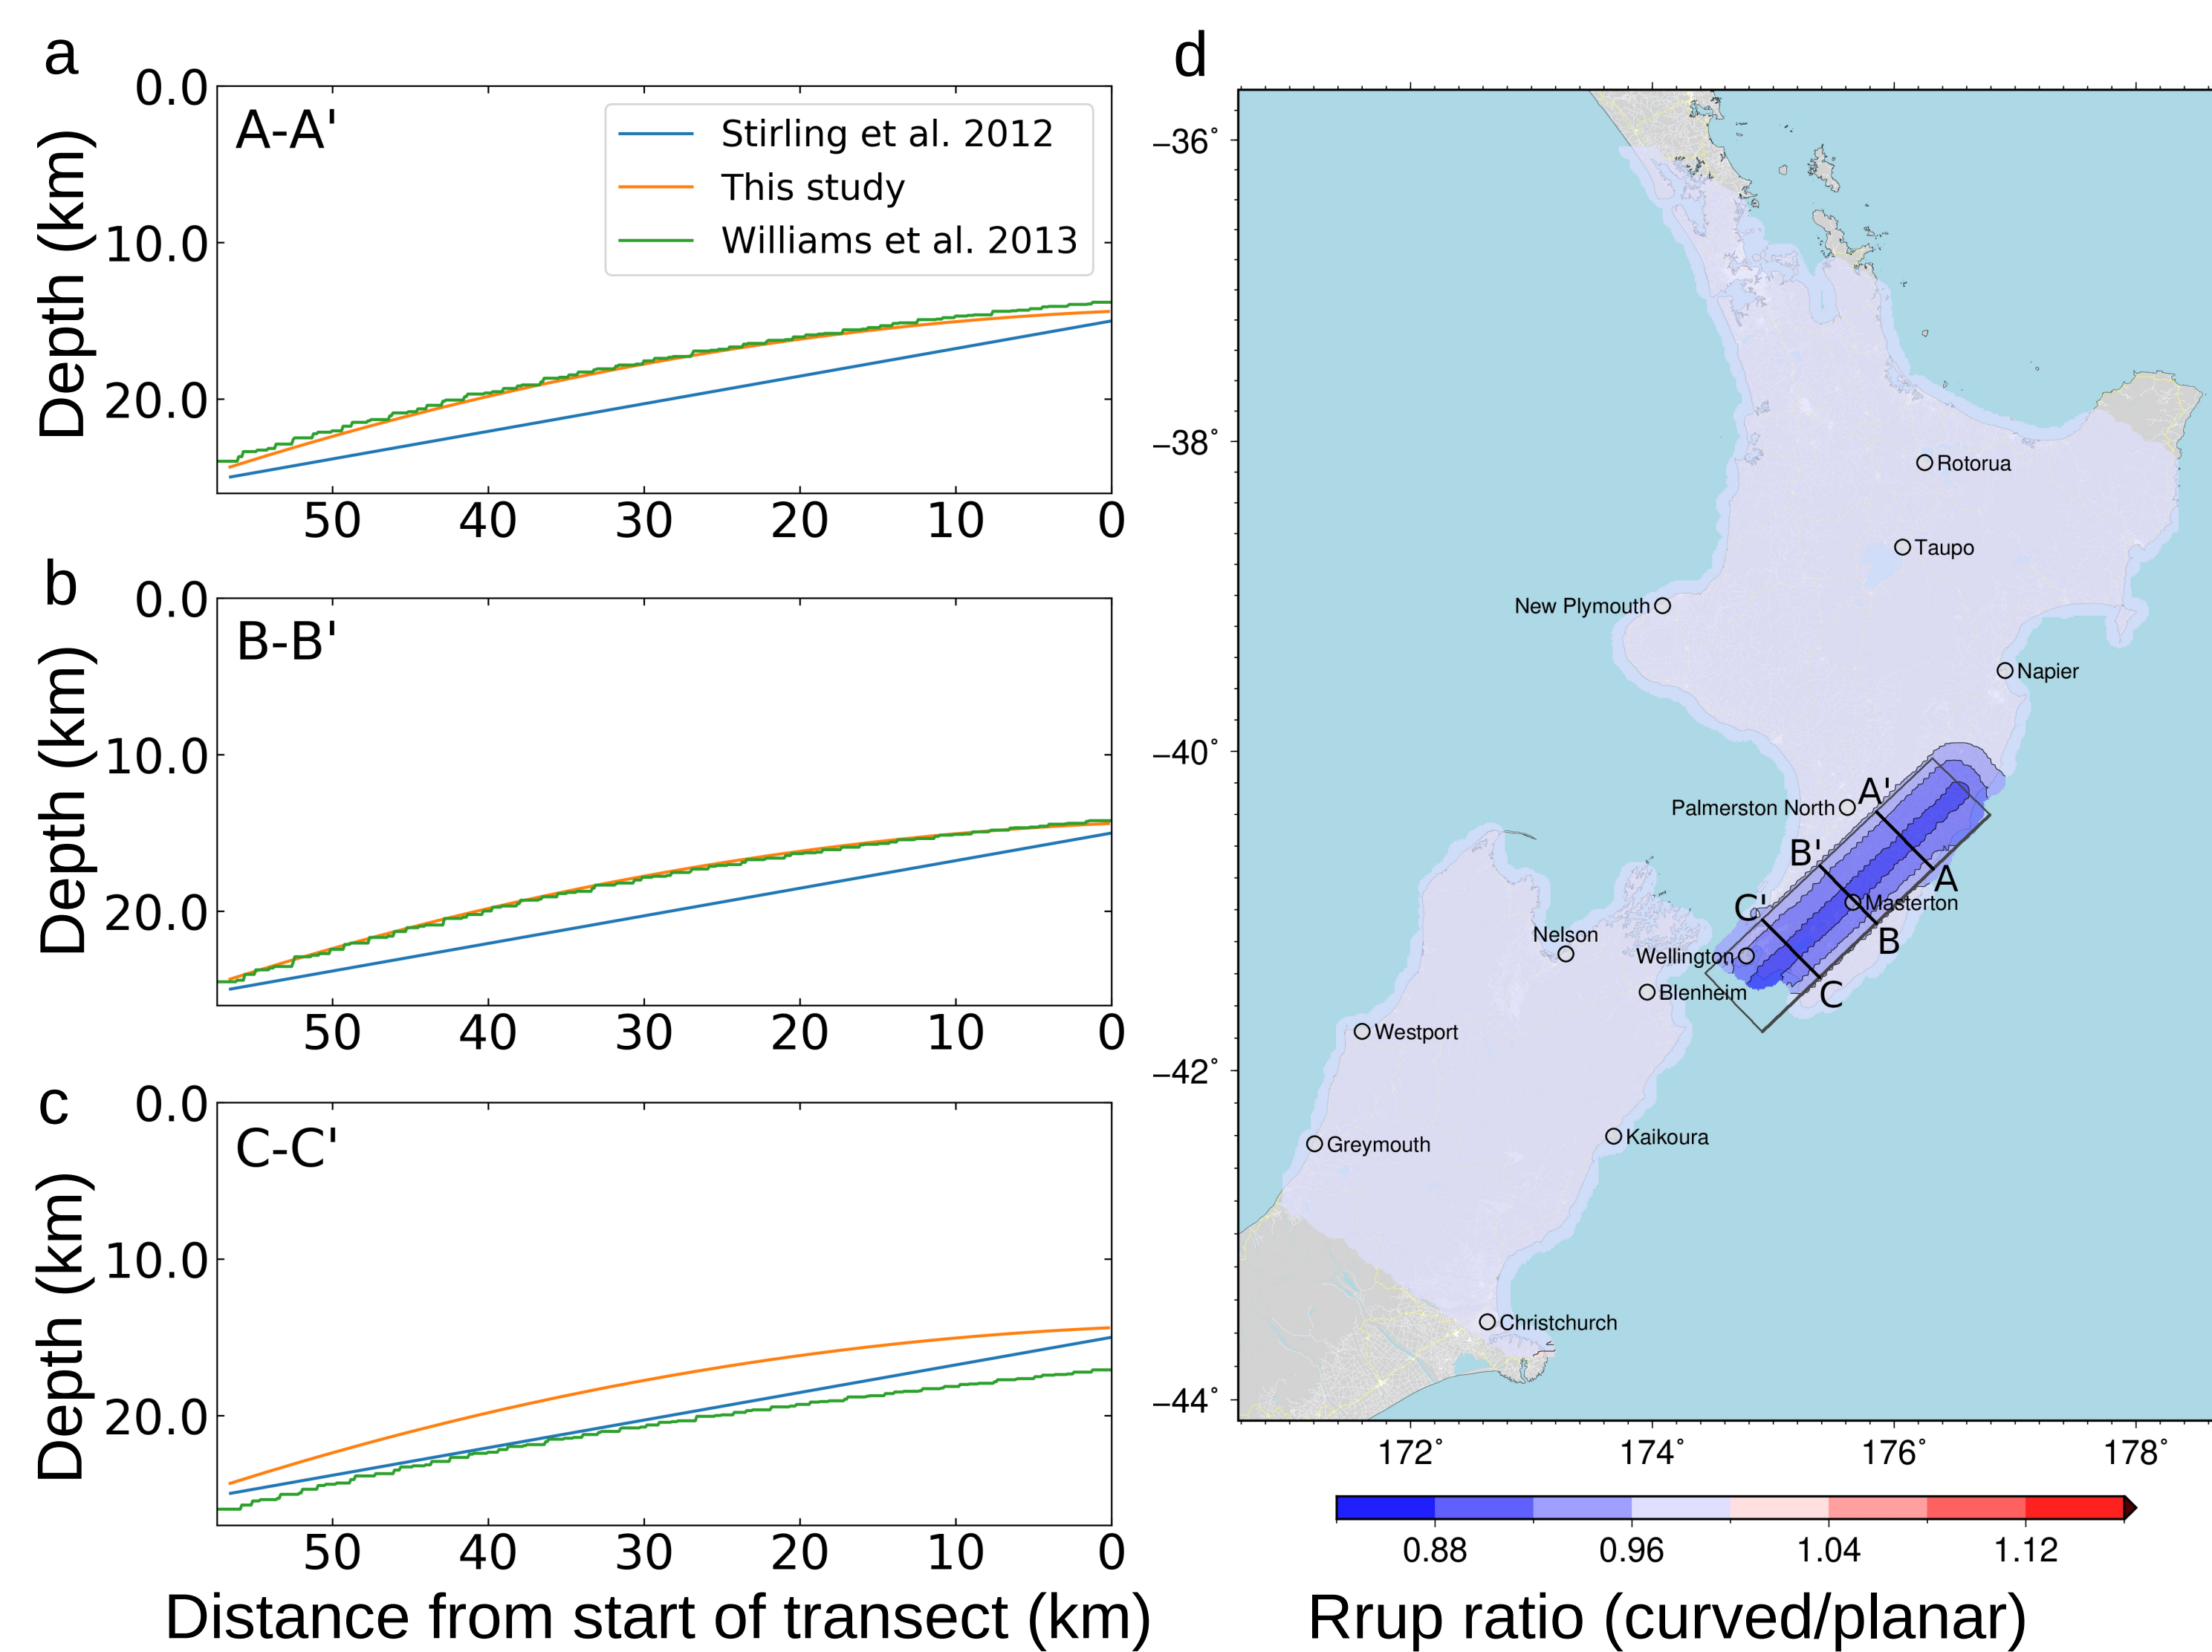 a
0.0
10.0
20.0
Depth (km)
A-A'
Stirling et al. 2012
This study
Williams et al. 2013
50 40 30 20 10 0
b
0.0
10.0
20.0
Depth (km)
B-B'
50 40 30 20 10 0
c
0.0
10.0
20.0
Depth (km)
C-C'
50 40 30 20 10 0
Distance from start of transect (km)
d
−36°
−38°
−40°
−42°
−44°
Rotorua
Taupo
New Plymouth
Napier
Palmerston North
A'
B'
A
C'
Masterton
B
Nelson
Wellington
C
Blenheim
Westport
Kaikoura
Greymouth
Christchurch
172° 174° 176° 178°
0.88 0.96 1.04 1.12
Rrup ratio (curved/planar)